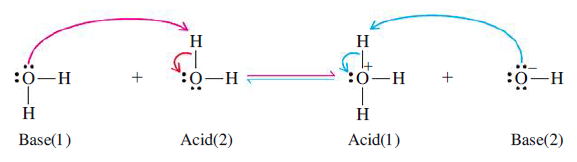 H H
:Ö—H + :Ö—H ⇌ :O⁺—H + :Ö⁻—H
H H
Base(1) Acid(2) Acid(1) Base(2)